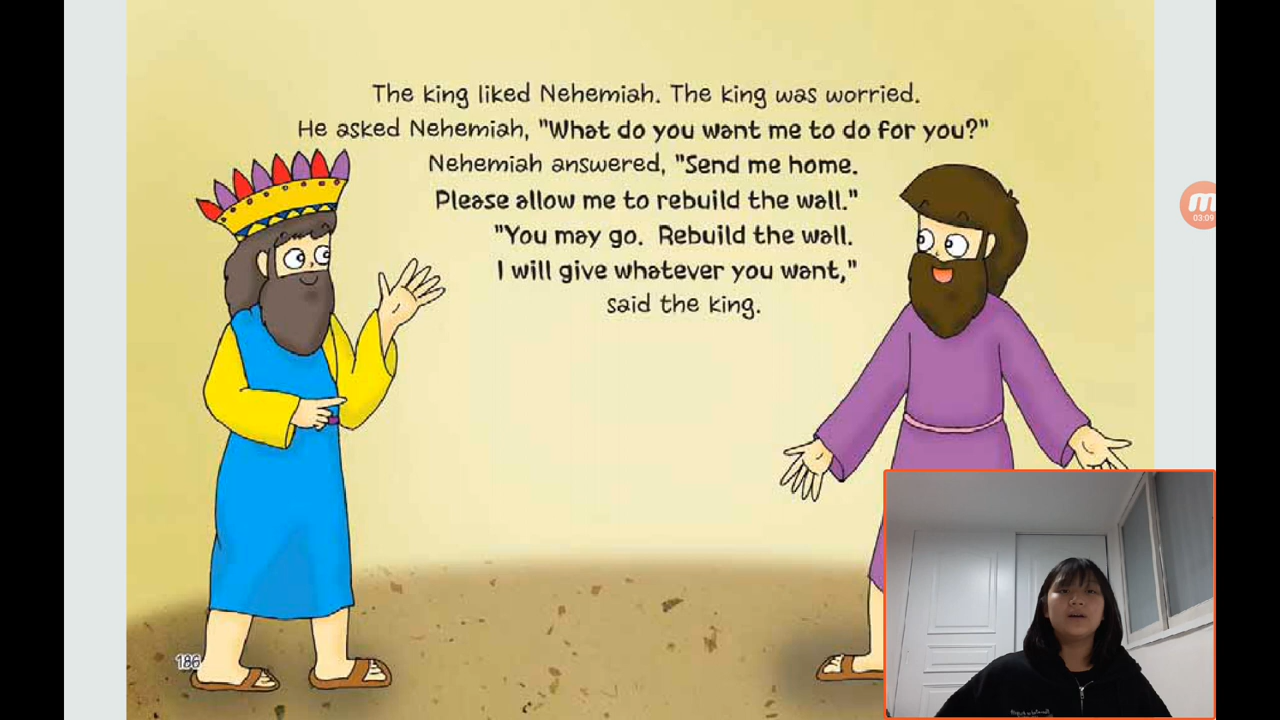 The king liked Nehemiah. The king was worried.
He asked Nehemiah, "What do you want me to do for you?"
Nehemiah answered, "Send me home.
Please allow me to rebuild the wall."
"You may go. Rebuild the wall.
I will give whatever you want,"
said the king.
186
03:09